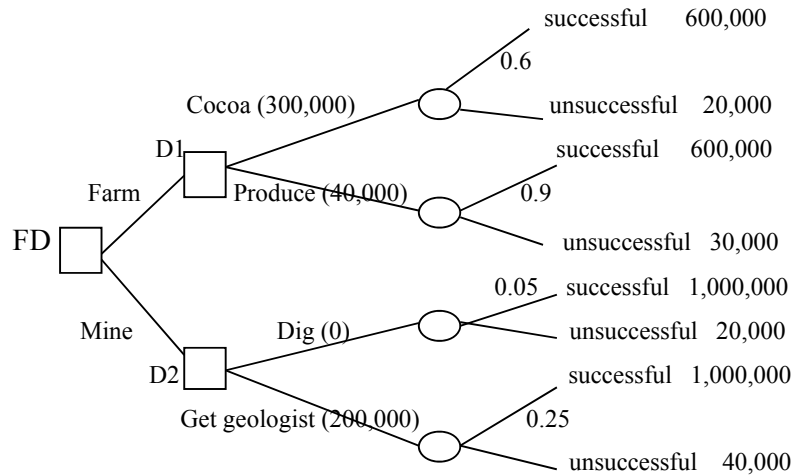 successful 600,000
0.6
Cocoa (300,000)
unsuccessful 20,000
D1
successful 600,000
Farm
Produce (40,000)
0.9
FD
unsuccessful 30,000
0.05
successful 1,000,000
Mine
Dig (0)
unsuccessful 20,000
D2
successful 1,000,000
Get geologist (200,000)
0.25
unsuccessful 40,000